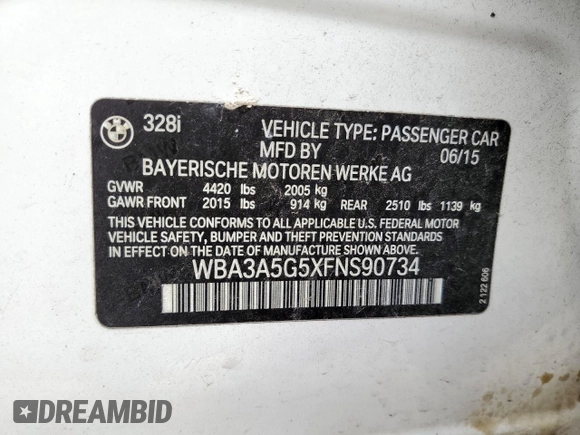 BMW
328i
VEHICLE TYPE: PASSENGER CAR
MFD BY 06/15
BAYERISCHE MOTOREN WERKE AG
GVWR 4420 lbs 2005 kg
GAWR FRONT 2015 lbs 914 kg REAR 2510 lbs 1139 kg
THIS VEHICLE CONFORMS TO ALL APPLICABLE U.S. FEDERAL MOTOR
VEHICLE SAFETY, BUMPER AND THEFT PREVENTION STANDARDS
IN EFFECT ON THE DATE OF MANUFACTURE SHOWN ABOVE.
WBA3A5G5XFNS90734
2 122 606
DREAMBID